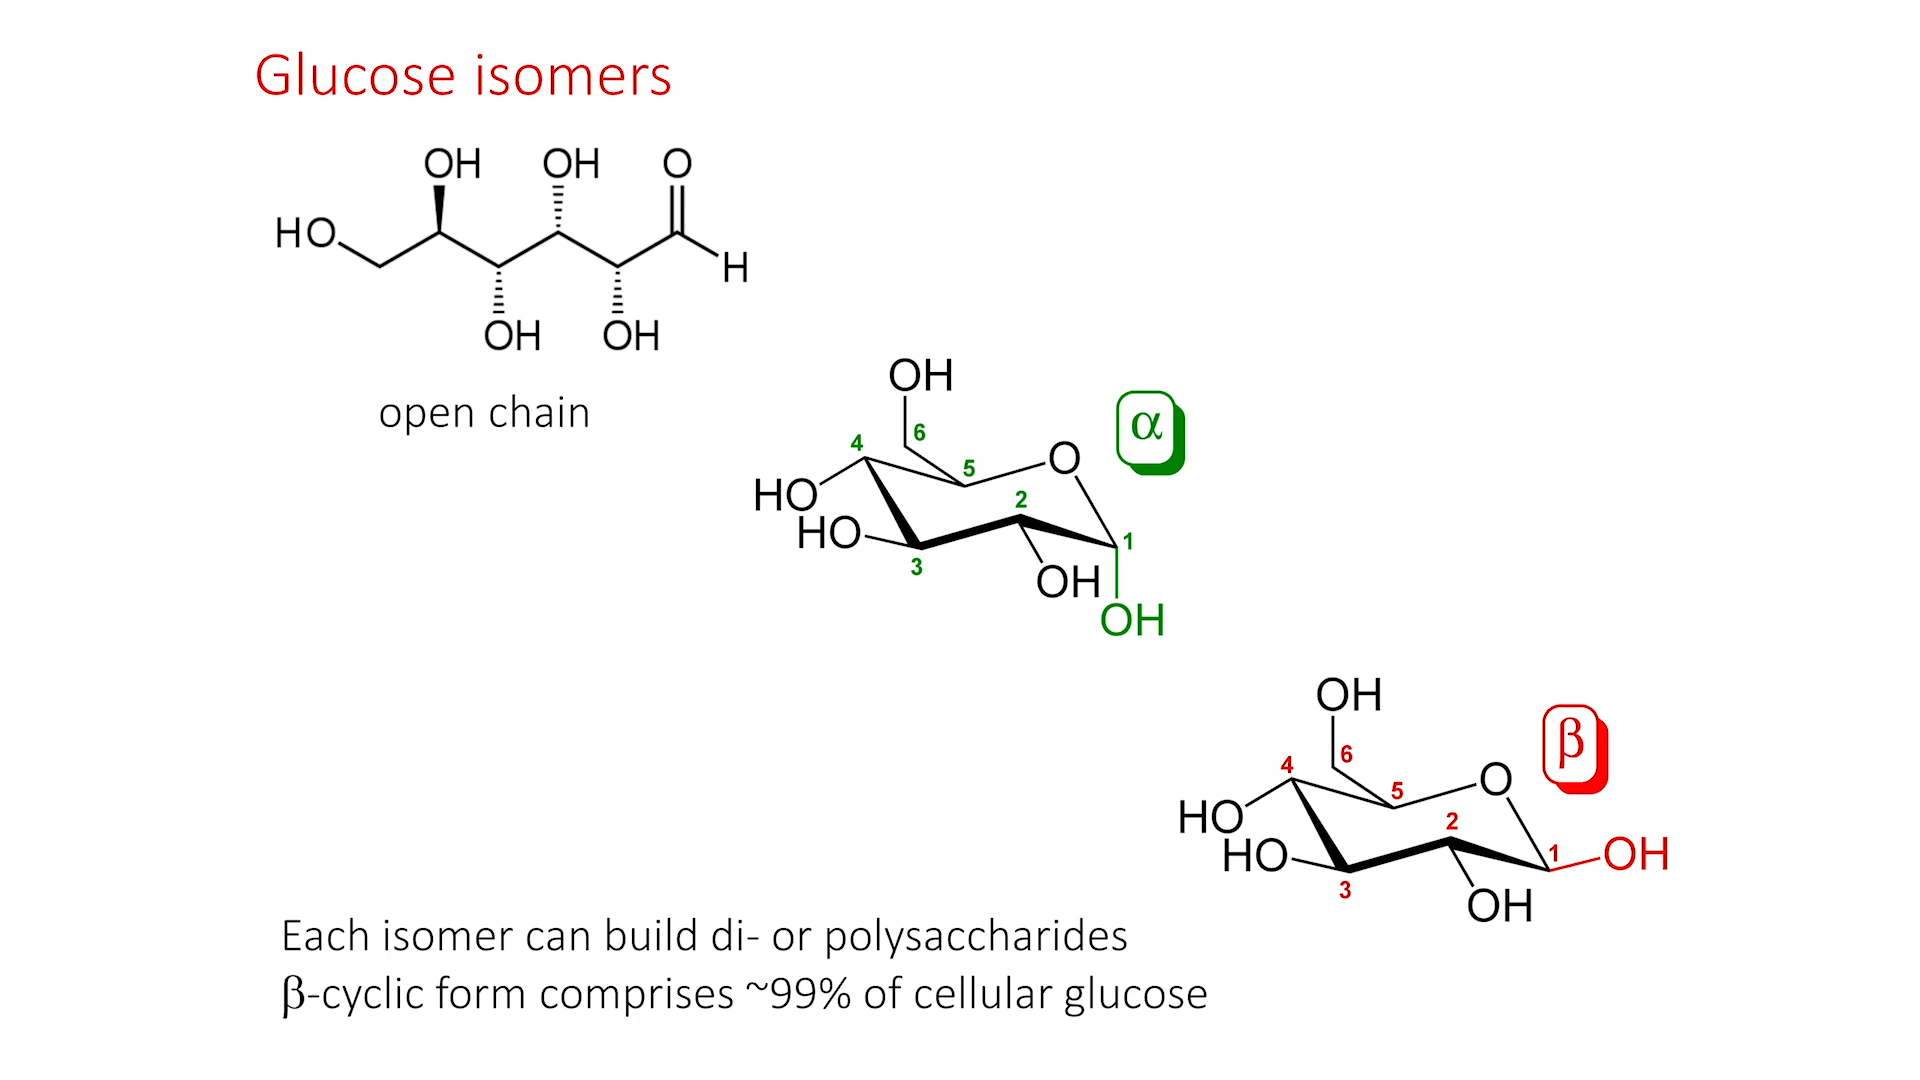 Glucose isomers
OH OH O
HO
H
OH OH
open chain
OH
α
6
4
O
5
HO
2
HO
1
3
OH
OH
OH
β
6
4
O
5
HO
2
HO
1 OH
3
OH
Each isomer can build di- or polysaccharides
β-cyclic form comprises ~99% of cellular glucose